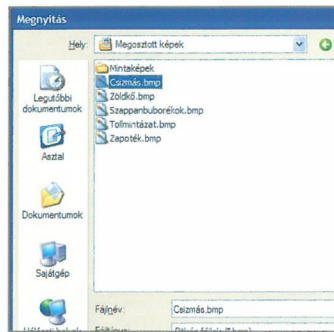 Megnyitás
Hely:
Megosztott képek
Mintaképek
Csizmás.bmp
Zöldkő.bmp
Szappanbuborékok.bmp
Tollmintázat.bmp
Zapoték.bmp
Legutóbbi
dokumentumok
Asztal
Dokumentumok
Sajátgép
Fájlnév:
Csizmás.bmp